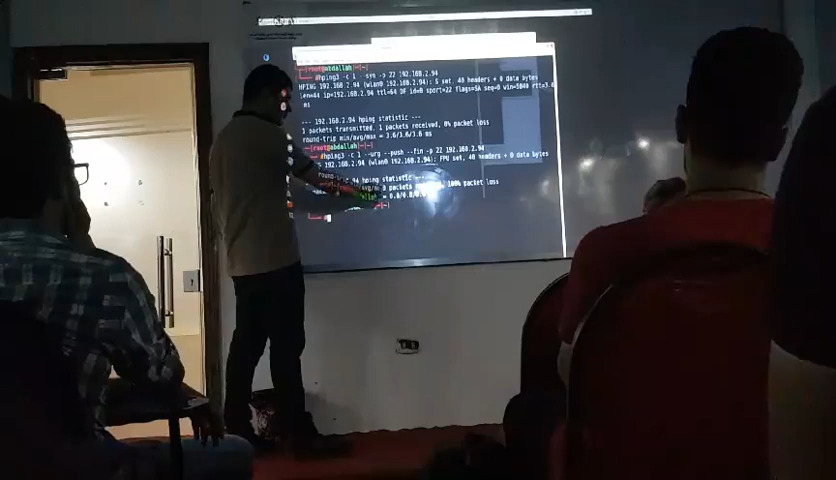 [root@abdallah]-[~]
#hping3 -c 1 --syn -p 22 192.168.2.94
HPING 192.168.2.94 (wlan0 192.168.2.94): S set, 40 headers + 0 data bytes
len=44 ip=192.168.2.94 ttl=64 DF id=0 sport=22 flags=SA seq=0 win=5840 rtt=3.6
ms
--- 192.168.2.94 hping statistic ---
1 packets transmitted, 1 packets received, 0% packet loss
round-trip min/avg/max = 3.6/3.6/3.6 ms
[root@abdallah]-[~]
#hping3 -c 1 --urg --push --fin -p 22 192.168.2.94
192.168.2.94 (wlan0 192.168.2.94): FPU set, 40 headers + 0 data bytes
hping statistic ---
0 packets received, 100% packet loss